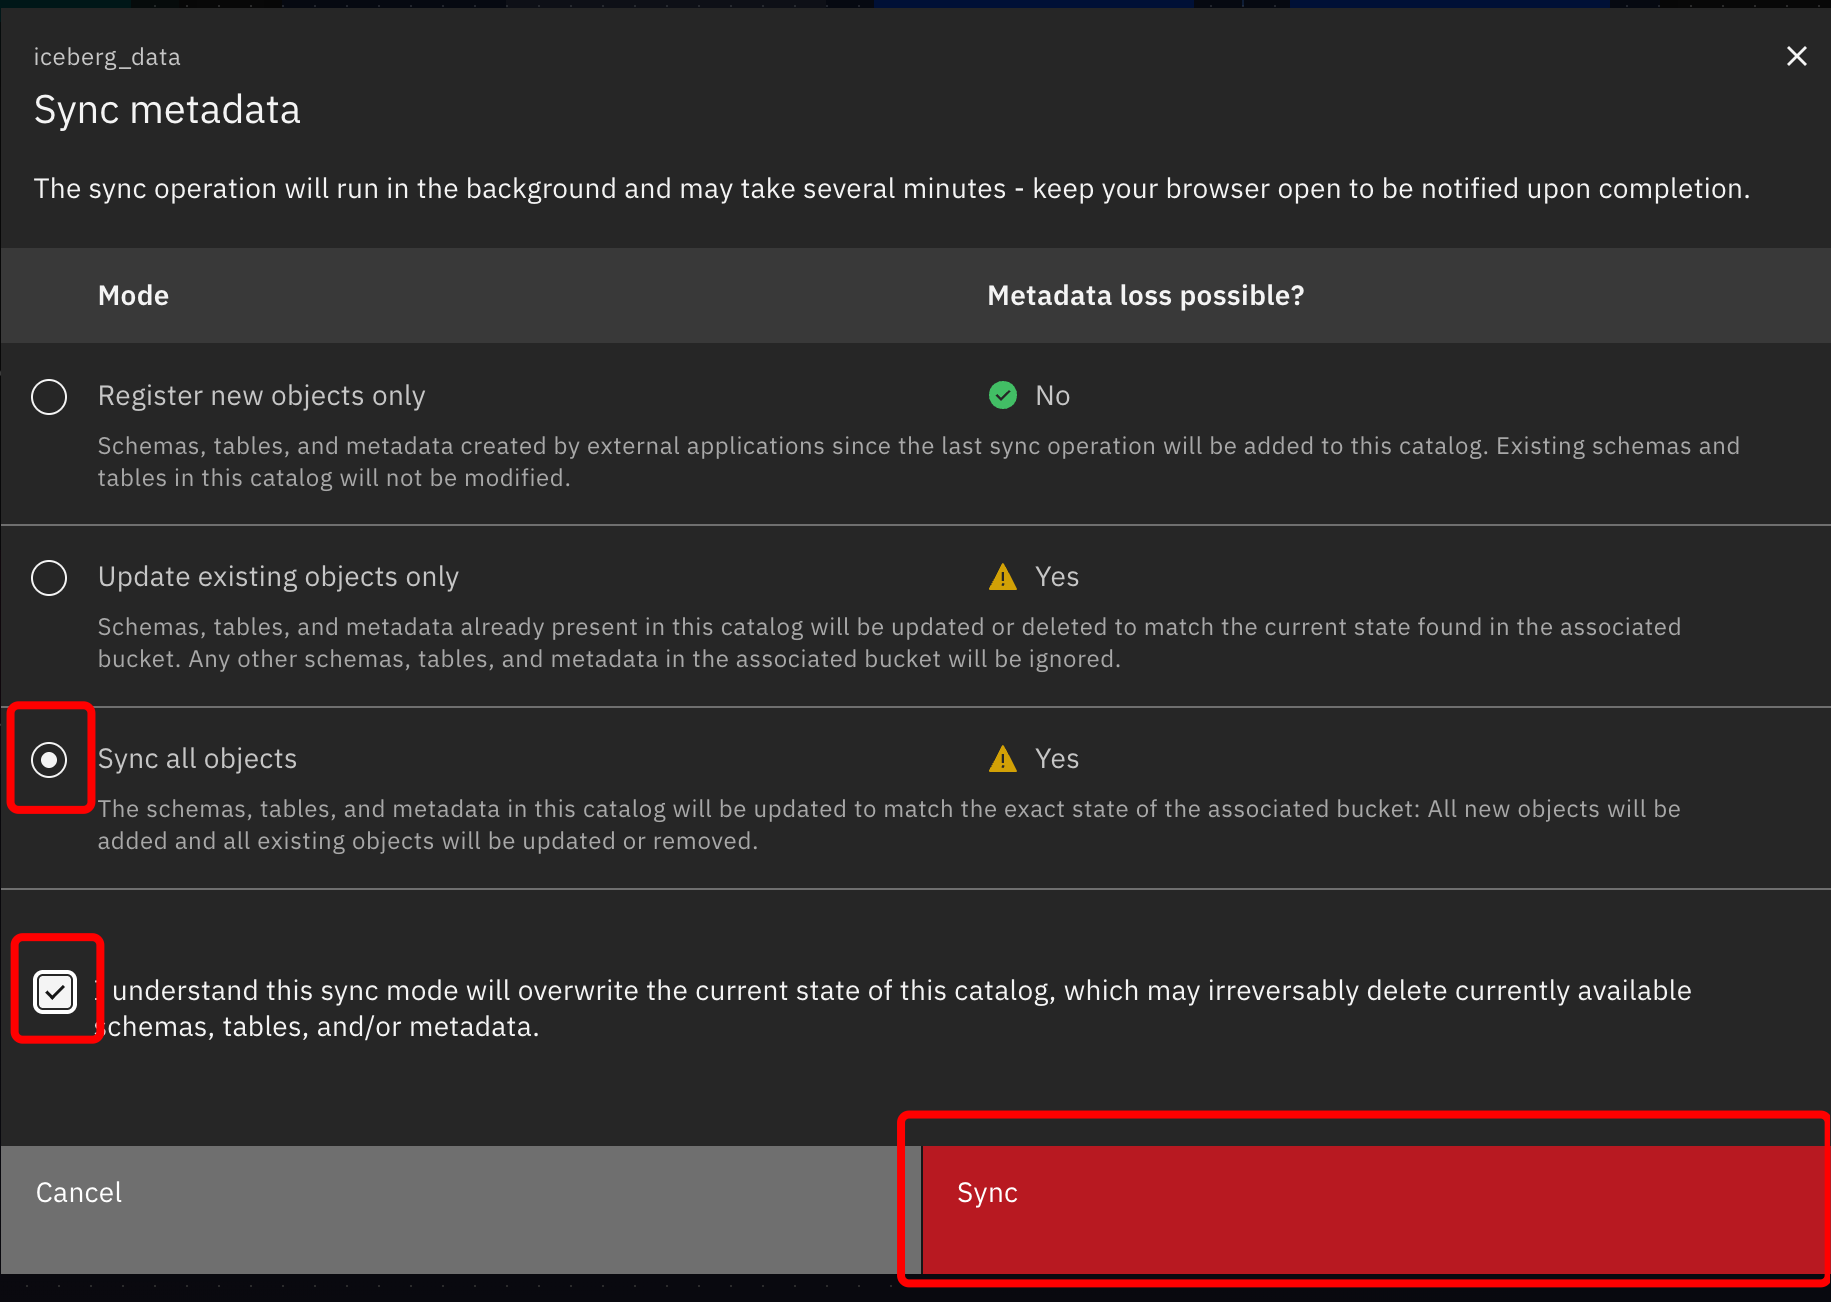 iceberg_data
Sync metadata
The sync operation will run in the background and may take several minutes - keep your browser open to be notified upon completion.
Mode
Metadata loss possible?
Register new objects only
No
Schemas, tables, and metadata created by external applications since the last sync operation will be added to this catalog. Existing schemas and
tables in this catalog will not be modified.
Update existing objects only
Yes
Schemas, tables, and metadata already present in this catalog will be updated or deleted to match the current state found in the associated
bucket. Any other schemas, tables, and metadata in the associated bucket will be ignored.
Sync all objects
Yes
The schemas, tables, and metadata in this catalog will be updated to match the exact state of the associated bucket: All new objects will be
added and all existing objects will be updated or removed.
I understand this sync mode will overwrite the current state of this catalog, which may irreversably delete currently available
schemas, tables, and/or metadata.
Cancel
Sync